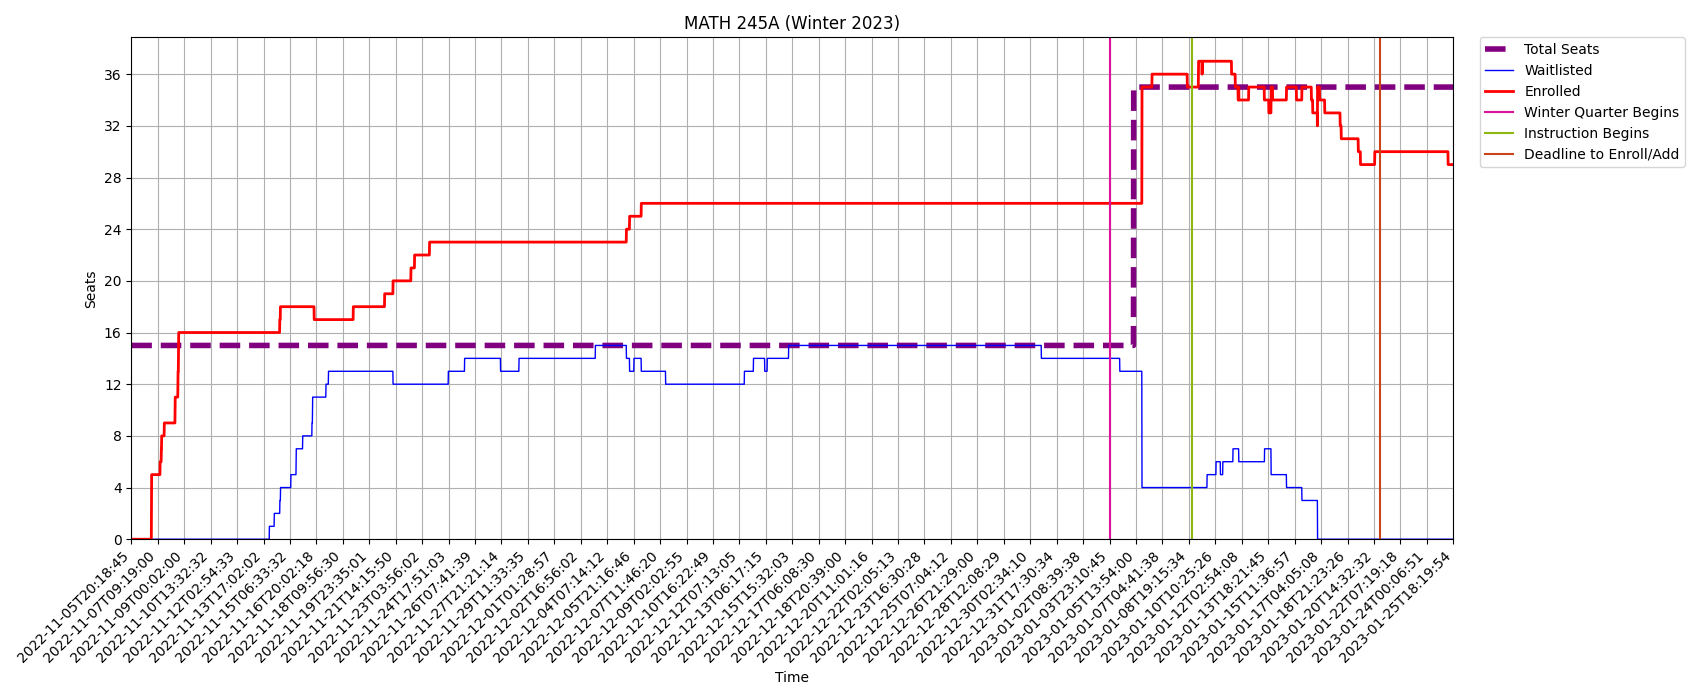 MATH 245A (Winter 2023)
Total Seats
Waitlisted
Enrolled
Winter Quarter Begins
Instruction Begins
Deadline to Enroll/Add
Seats
36
32
28
24
20
16
12
8
4
0
2022-11-05T20:18:45
2022-11-07T09:19:00
2022-11-09T00:02:00
2022-11-10T13:32:32
2022-11-12T02:54:33
2022-11-13T17:02:02
2022-11-15T06:33:32
2022-11-16T20:02:18
2022-11-18T09:56:30
2022-11-19T23:35:01
2022-11-21T14:15:50
2022-11-23T03:56:02
2022-11-24T17:51:03
2022-11-26T07:41:39
2022-11-27T21:21:14
2022-11-29T11:33:35
2022-12-01T01:28:57
2022-12-02T16:56:02
2022-12-04T07:14:12
2022-12-05T21:16:46
2022-12-07T11:46:20
2022-12-09T02:02:55
2022-12-10T16:22:49
2022-12-12T07:13:05
2022-12-13T06:17:15
2022-12-15T15:32:03
2022-12-17T06:08:30
2022-12-18T20:39:00
2022-12-20T11:01:16
2022-12-22T02:05:13
2022-12-23T16:30:28
2022-12-25T07:04:12
2022-12-26T21:29:00
2022-12-28T12:08:29
2022-12-30T02:34:10
2022-12-31T17:30:34
2023-01-02T08:39:38
2023-01-03T23:10:45
2023-01-05T13:54:00
2023-01-07T04:41:38
2023-01-08T19:15:34
2023-01-10T10:25:26
2023-01-12T02:54:09
2023-01-13T18:21:45
2023-01-15T11:36:57
2023-01-17T04:05:08
2023-01-18T21:23:26
2023-01-20T14:32:32
2023-01-22T07:19:18
2023-01-24T00:06:51
2023-01-25T18:19:54
Time